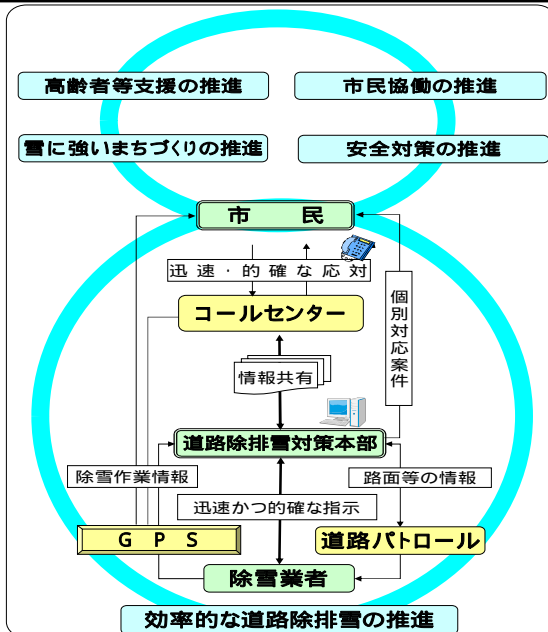 高齢者等支援の推進
市民協働の推進
雪に強いまちづくりの推進
安全対策の推進
市 民
迅速・的確な応対
コールセンター
個別対応案件
情報共有
道路除排雪対策本部
除雪作業情報
路面等の情報
迅速かつ的確な指示
GPS
道路パトロール
除雪業者
効率的な道路除排雪の推進